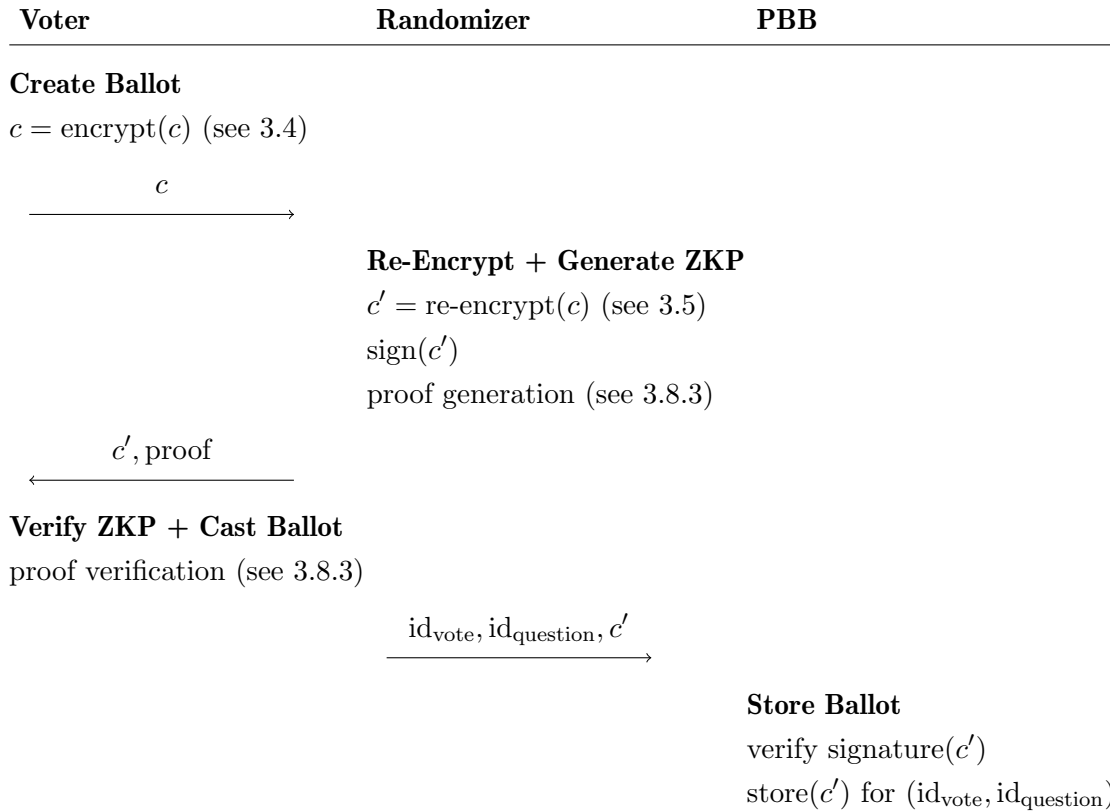 Voter Randomizer PBB
Create Ballot
c = encrypt(c) (see 3.4)
c
Re-Encrypt + Generate ZKP
c′ = re-encrypt(c) (see 3.5)
sign(c′)
proof generation (see 3.8.3)
c′, proof
Verify ZKP + Cast Ballot
proof verification (see 3.8.3)
id_vote, id_question, c′
Store Ballot
verify signature(c′)
store(c′) for (id_vote, id_question)